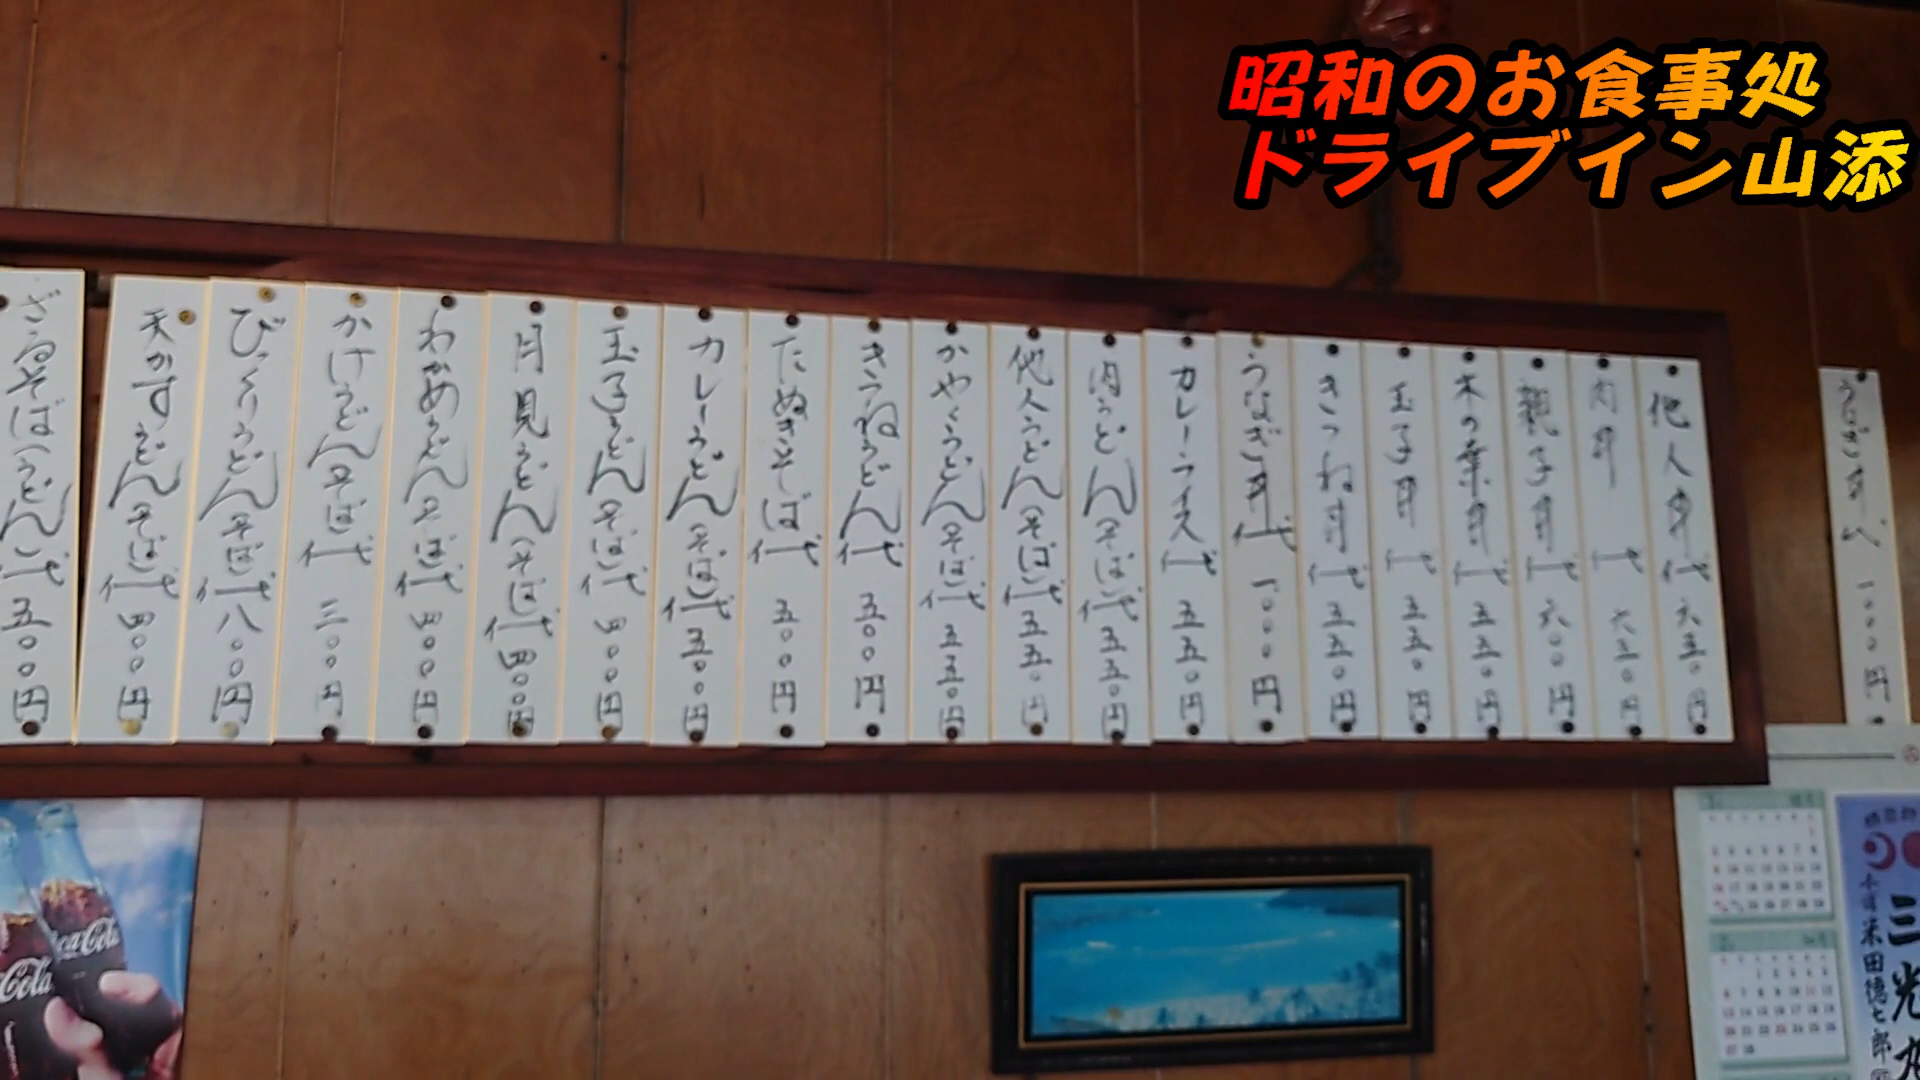 昭和のお食事処
ドライブイン山添
うなぎ丼代 一〇〇〇円
他人丼代 六五〇円
肉丼 代 六五〇円
親子丼代 六〇〇円
木の葉丼代 五五〇円
玉子丼 代 五五〇円
きつね丼代 五五〇円
うなぎ丼代 一〇〇〇円
カレーライス代 五五〇円
肉うどん(そば)代 五五〇円
他人うどん(そば)代 五五〇円
かやくうどん(そば)代 五五〇円
きつねうどん代 五〇〇円
たぬきそば代 五〇〇円
カレーうどん(そば)代 五〇〇円
玉子うどん(そば)代 四〇〇円
月見うどん(そば)代 四〇〇円
わかめうどん(そば)代 四〇〇円
かけうどん(そば)代 三〇〇円
びっくりうどん(そば)代 八〇〇円
天かすうどん(そば)代 四〇〇円
ざるそば(うどん)代 五〇〇円
Coca-Cola
米田徳七郎
三光丸